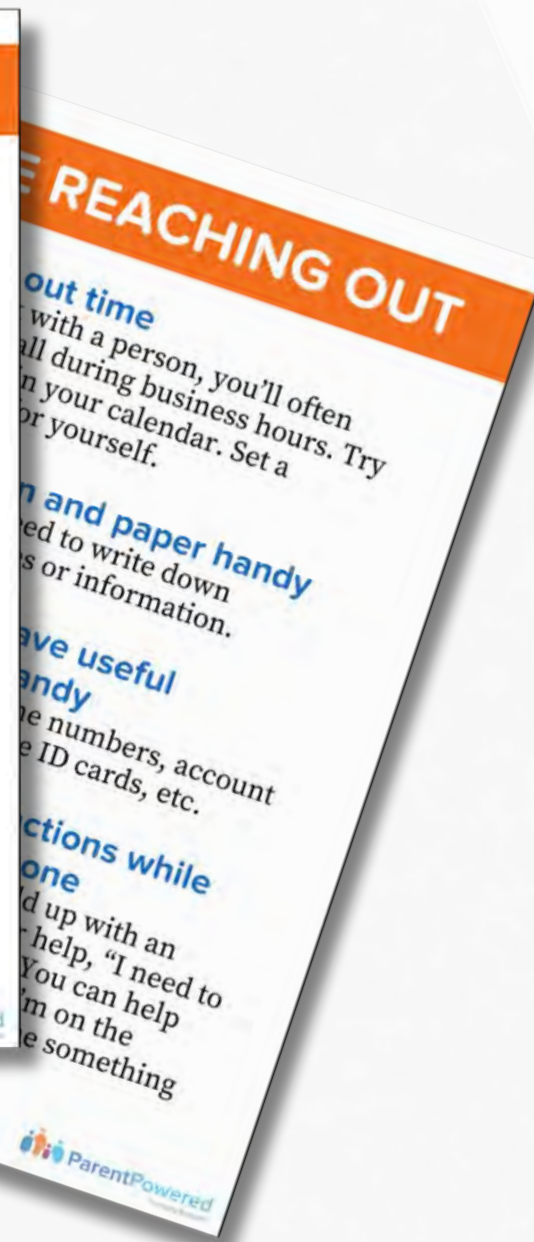 REACHING OUT
out time
with a person, you'll often
all during business hours. Try
n your calendar. Set a
or yourself.
n and paper handy
ed to write down
s or information.
ave useful
andy
e numbers, account
e ID cards, etc.
ctions while
one
d up with an
help, “I need to
You can help
'm on the
e something
ParentPowered